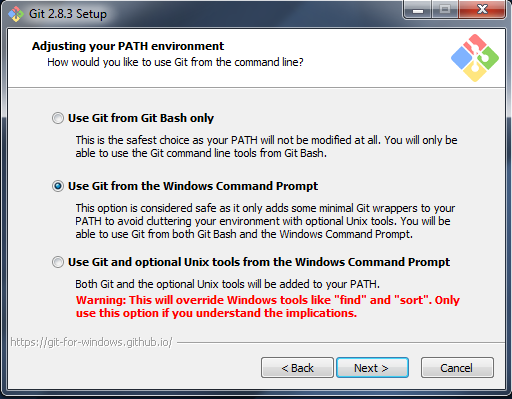 Git 2.8.3 Setup
Adjusting your PATH environment
How would you like to use Git from the command line?
Use Git from Git Bash only
This is the safest choice as your PATH will not be modified at all. You will only be
able to use the Git command line tools from Git Bash.
Use Git from the Windows Command Prompt
This option is considered safe as it only adds some minimal Git wrappers to your
PATH to avoid cluttering your environment with optional Unix tools. You will be
able to use Git from both Git Bash and the Windows Command Prompt.
Use Git and optional Unix tools from the Windows Command Prompt
Both Git and the optional Unix tools will be added to your PATH.
Warning: This will override Windows tools like "find" and "sort". Only
use this option if you understand the implications.
https://git-for-windows.github.io/
< Back Next > Cancel